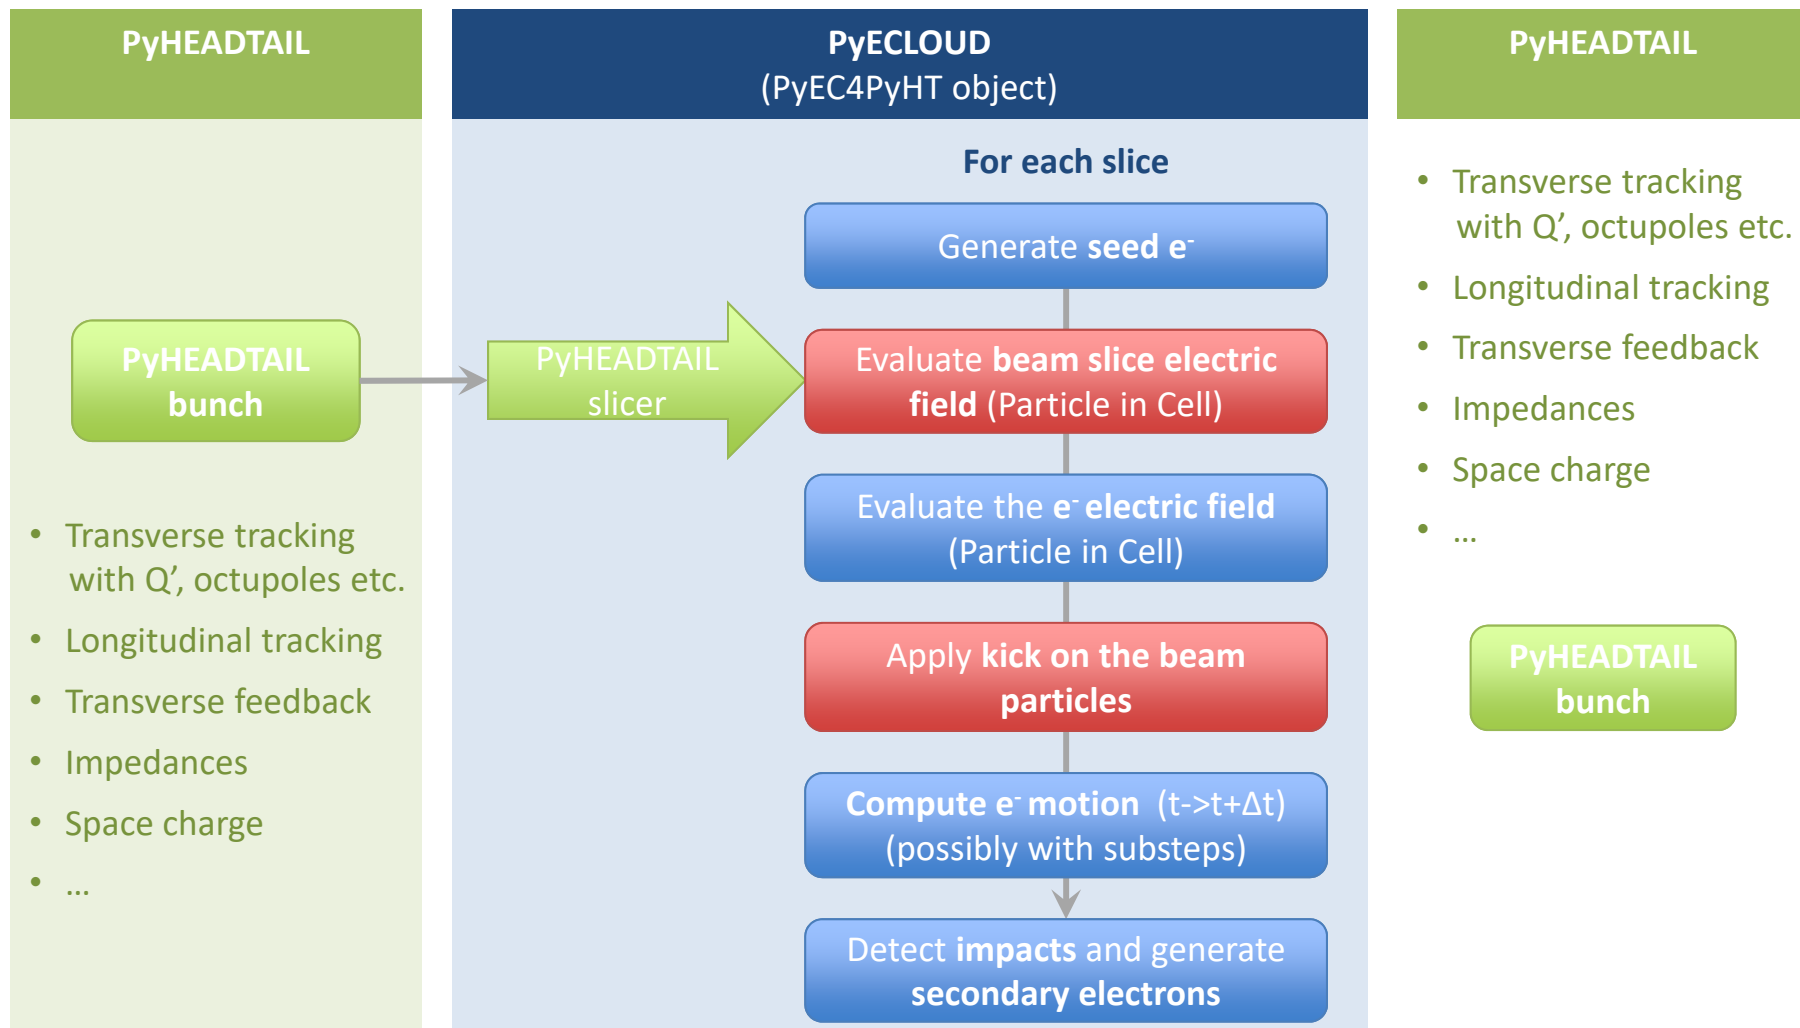 PyHEADTAIL
PyHEADTAIL
bunch
• Transverse tracking
with Q’, octupoles etc.
• Longitudinal tracking
• Transverse feedback
• Impedances
• Space charge
• ...
PyECLOUD
(PyEC4PyHT object)
For each slice
PyHEADTAIL
slicer
Generate seed e-
Evaluate beam slice electric
field (Particle in Cell)
Evaluate the e- electric field
(Particle in Cell)
Apply kick on the beam
particles
Compute e- motion (t->t+Δt)
(possibly with substeps)
Detect impacts and generate
secondary electrons
PyHEADTAIL
• Transverse tracking
with Q’, octupoles etc.
• Longitudinal tracking
• Transverse feedback
• Impedances
• Space charge
• ...
PyHEADTAIL
bunch